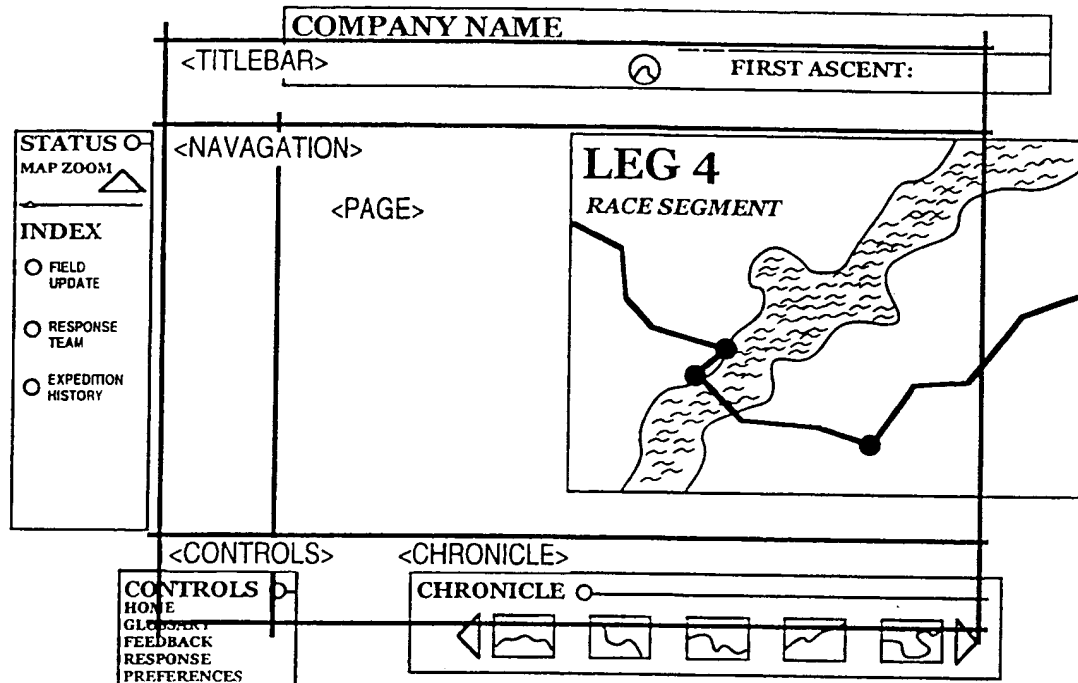 COMPANY NAME
<TITLEBAR>
FIRST ASCENT:
STATUS
MAP ZOOM
INDEX
FIELD
UPDATE
RESPONSE
TEAM
EXPEDITION
HISTORY
<NAVAGATION>
<PAGE>
LEG 4
RACE SEGMENT
<CONTROLS>
<CHRONICLE>
CONTROLS
HOME
GLOSSARY
FEEDBACK
RESPONSE
PREFERENCES
CHRONICLE